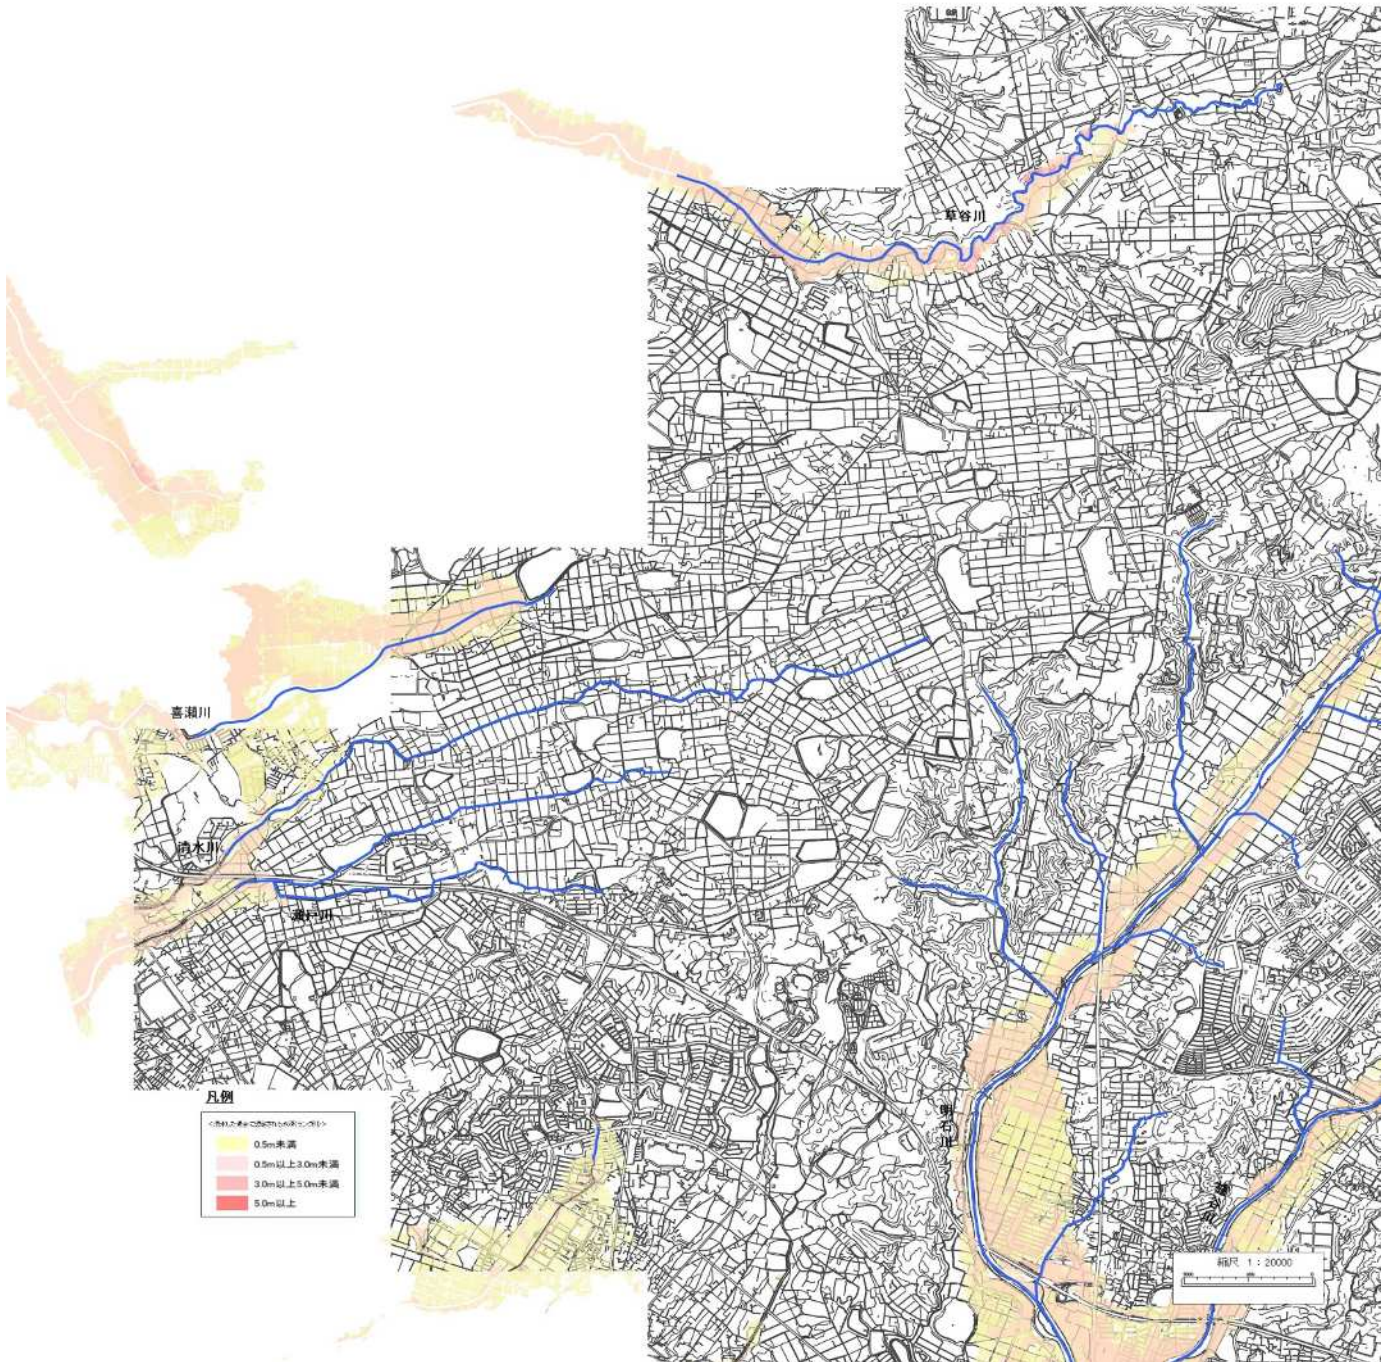 草谷川
喜瀬川
清水川
瀬戸川
明石川
凡例
0.5m未満
0.5m以上3.0m未満
3.0m以上5.0m未満
5.0m以上
縮尺 1：20000